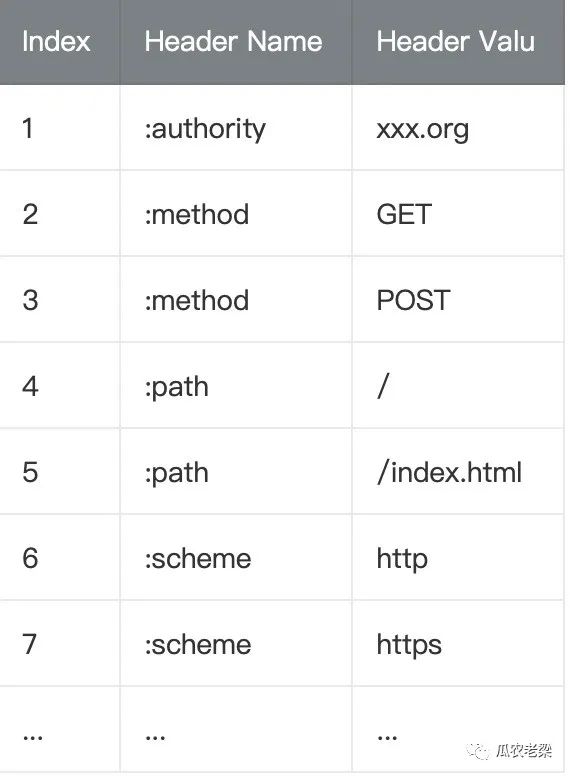 Index Header Name Header Valu
1 :authority xxx.org
2 :method GET
3 :method POST
4 :path /
5 :path /index.html
6 :scheme http
7 :scheme https
... ... ...
瓜农老梁